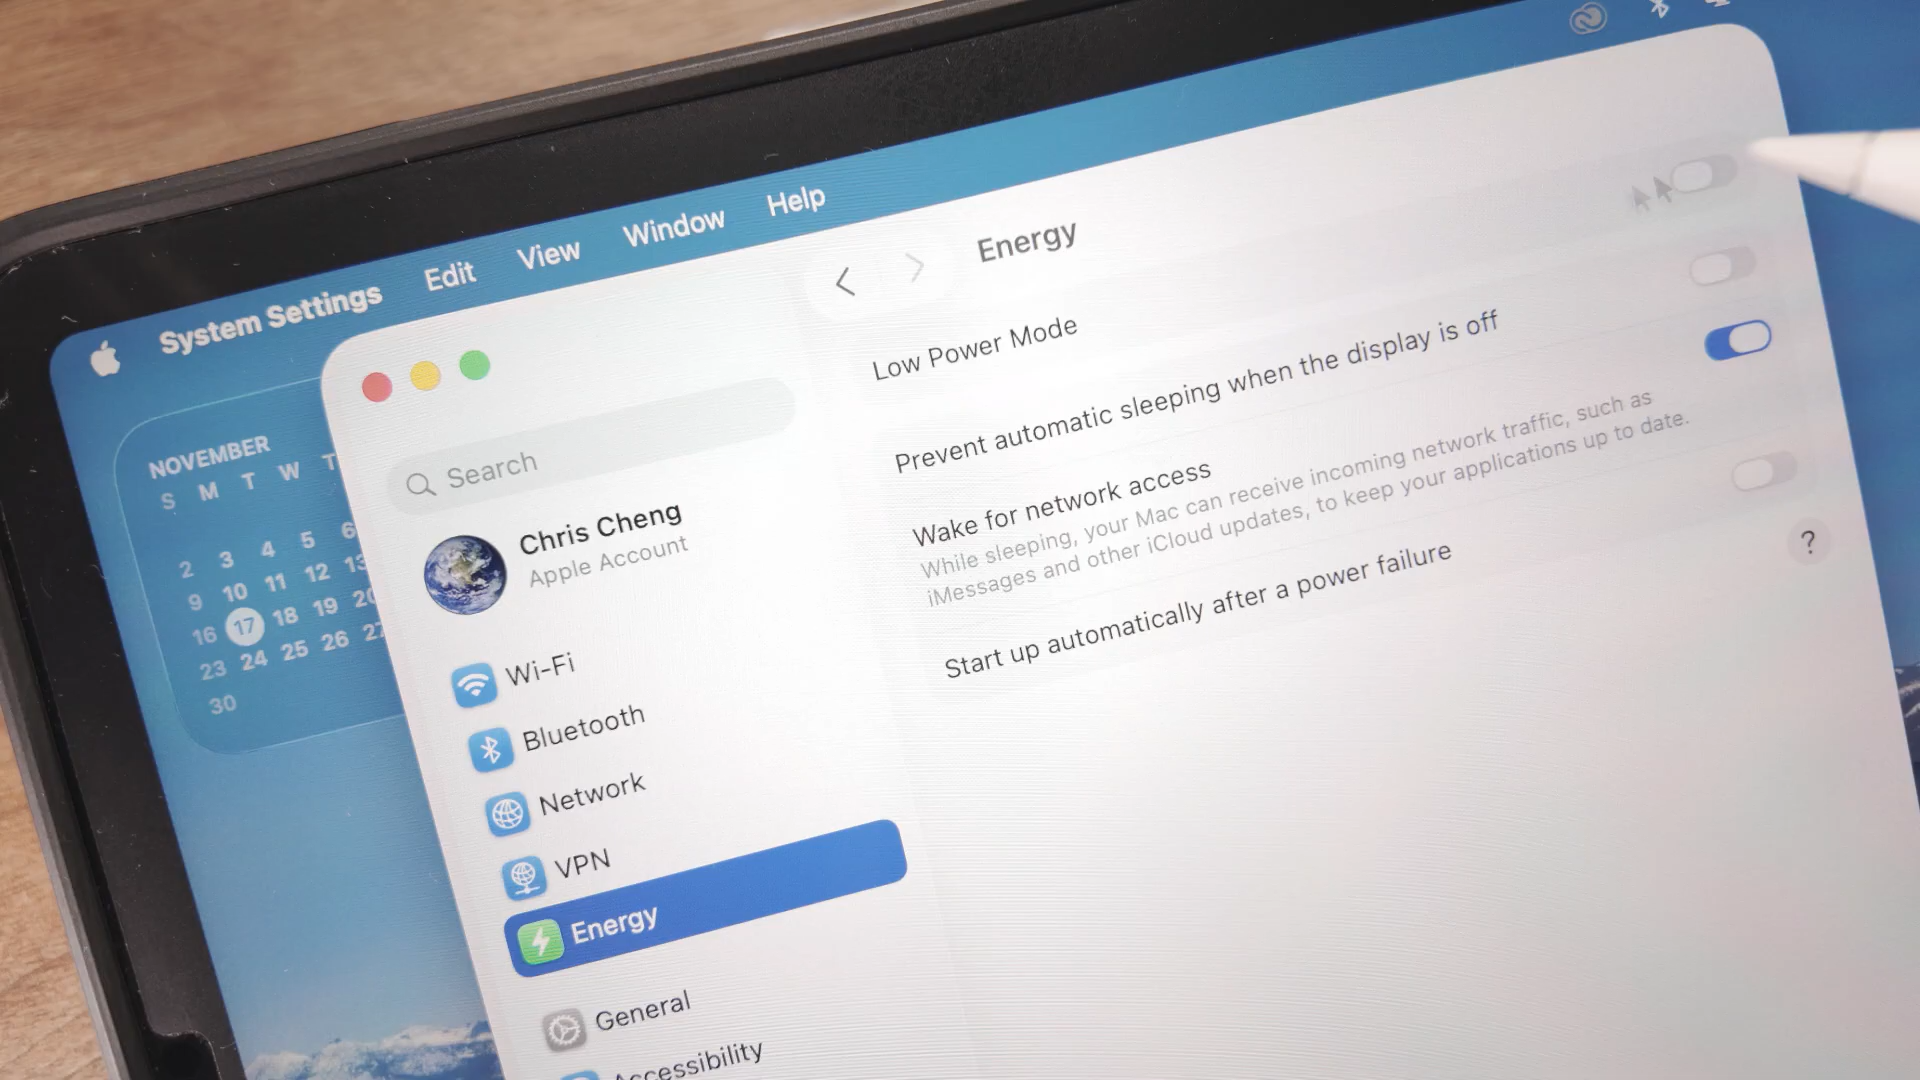 System Settings Edit View Window Help
NOVEMBER
S M T W T
2 3 4 5 6
9 10 11 12 13
16 17 18 19 20
23 24 25 26 27
30
Search
Chris Cheng
Apple Account
Wi-Fi
Bluetooth
Network
VPN
Energy
General
Accessibility
Energy
Low Power Mode
Prevent automatic sleeping when the display is off
Wake for network access
While sleeping, your Mac can receive incoming network traffic, such as
iMessages and other iCloud updates, to keep your applications up to date.
Start up automatically after a power failure
?